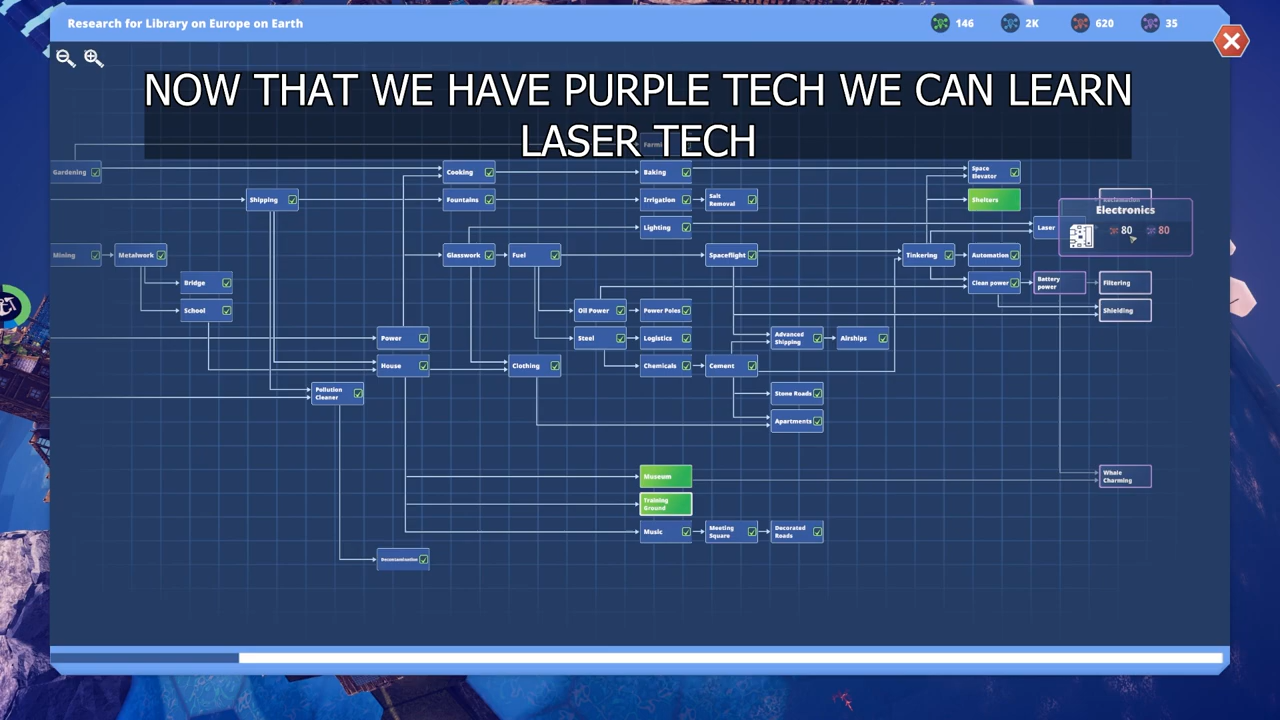 Research for Library on Europe on Earth
146
2K
620
35
NOW THAT WE HAVE PURPLE TECH WE CAN LEARN
LASER TECH
Gardening
Cooking
Baking
Space
Elevator
Shipping
Fountains
Irrigation
Salt
Removal
Shelters
Electronics
80
80
Lighting
Laser
Mining
Metalwork
Glasswork
Fuel
Spaceflight
Tinkering
Automation
Bridge
Clean power
Battery
power
Filtering
School
Oil Power
Power Poles
Shielding
Power
Steel
Logistics
Advanced
Shipping
Airships
House
Clothing
Chemicals
Cement
Pollution
Cleaner
Stone Roads
Apartments
Museum
Whale
Charming
Training
Ground
Music
Meeting
Square
Decorated
Roads